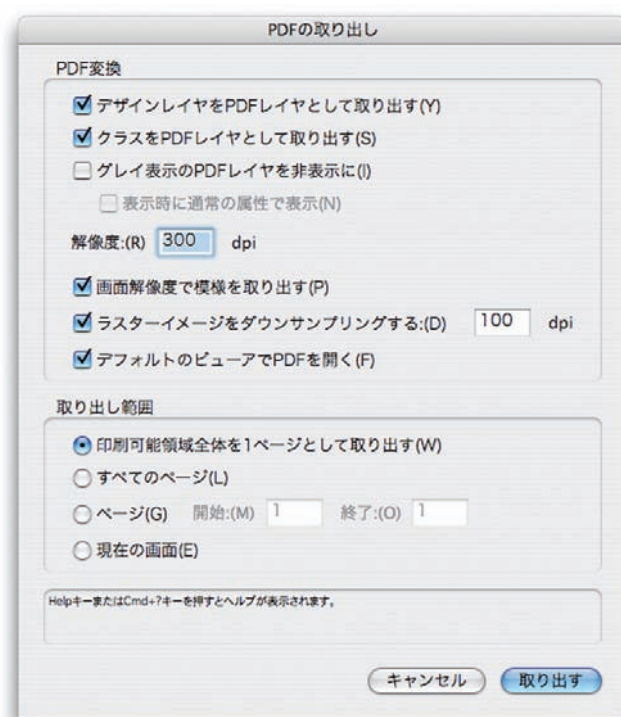 PDFの取り出し
PDF変換
デザインレイヤをPDFレイヤとして取り出す(Y)
クラスをPDFレイヤとして取り出す(S)
グレイ表示のPDFレイヤを非表示に(I)
表示時に通常の属性で表示(N)
解像度:(R) 300 dpi
画面解像度で模様を取り出す(P)
ラスターイメージをダウンサンプリングする:(D) 100 dpi
デフォルトのビューアでPDFを開く(F)
取り出し範囲
印刷可能領域全体を1ページとして取り出す(W)
すべてのページ(L)
ページ(G) 開始:(M) 1 終了:(O) 1
現在の画面(E)
HelpキーまたはCmd+?キーを押すとヘルプが表示されます。
キャンセル 取り出す